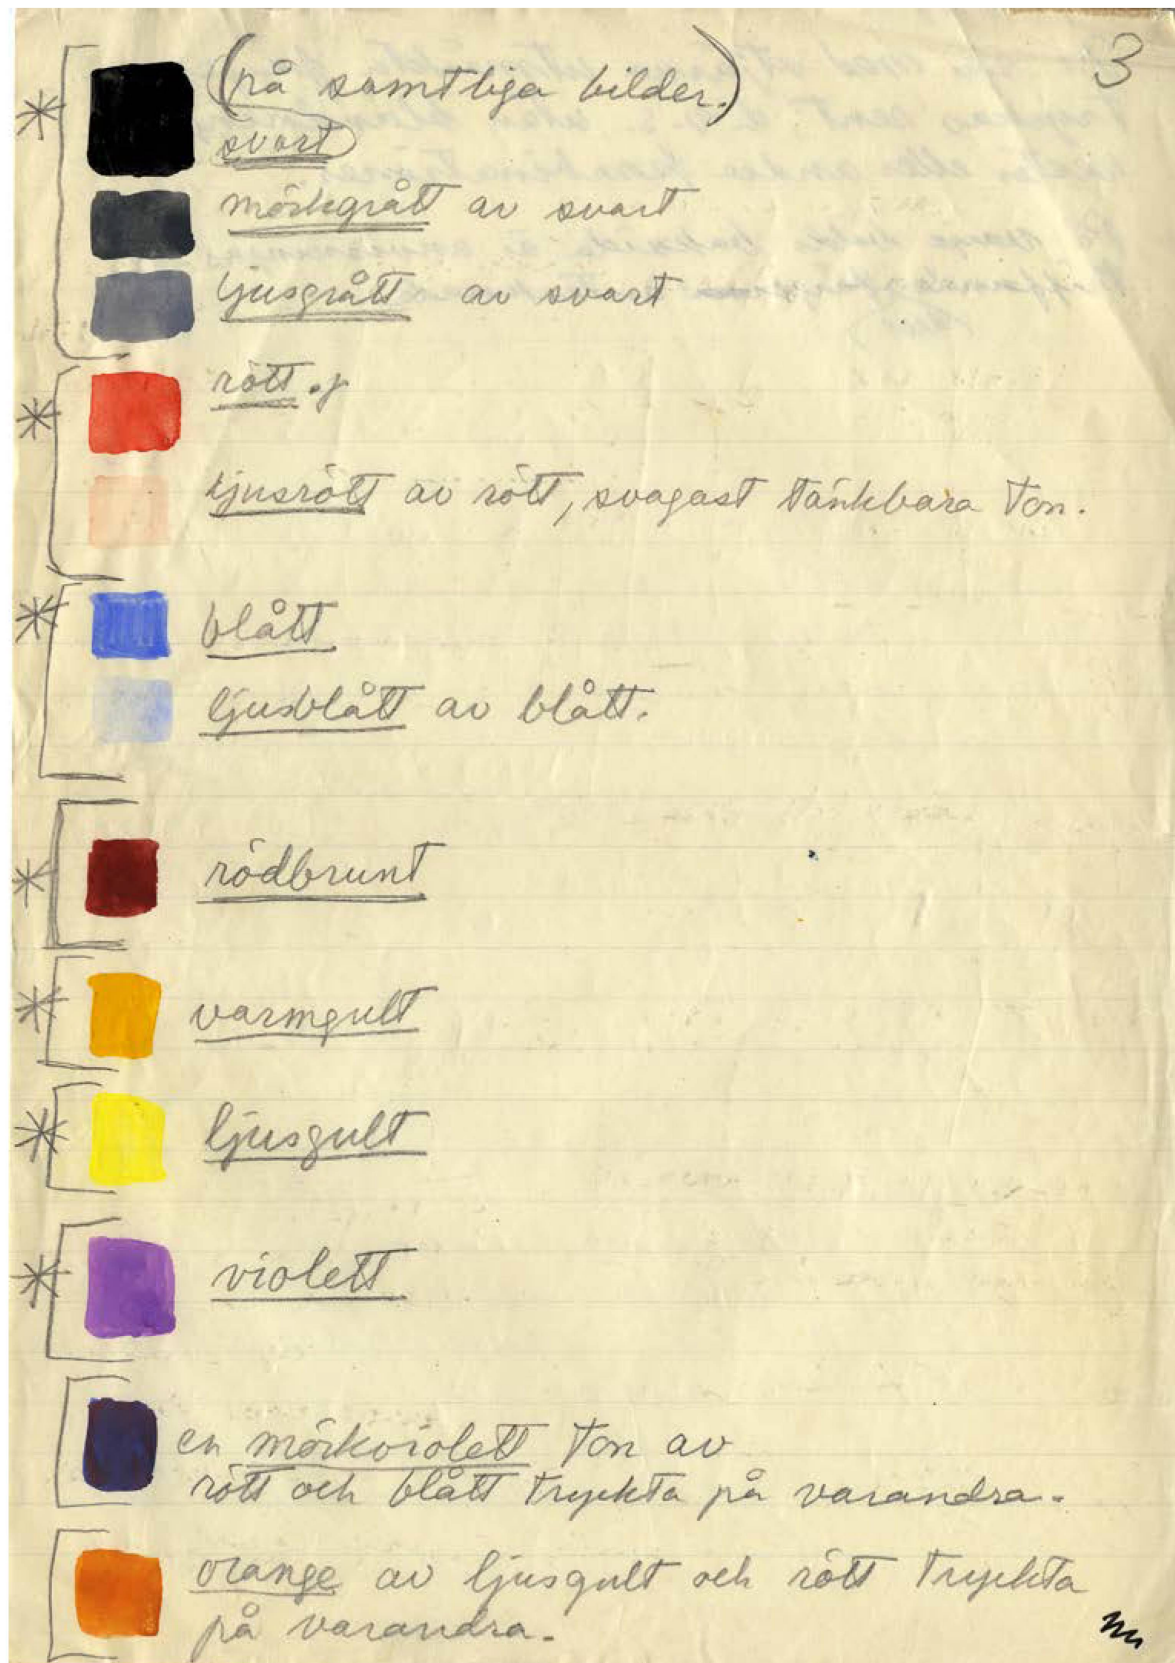 3
(på samtliga bilder.)
svart
mörkgrått av svart
ljusgrått av svart
rött.
ljusrött av rött, svagast tänkbara ton.
blått
ljusblått av blått.
rödbrunt
varmgult
ljusgult
violett
en mörkviolett ton av
rött och blått tryckta på varandra.
orange av ljusgult och rött tryckta
på varandra.